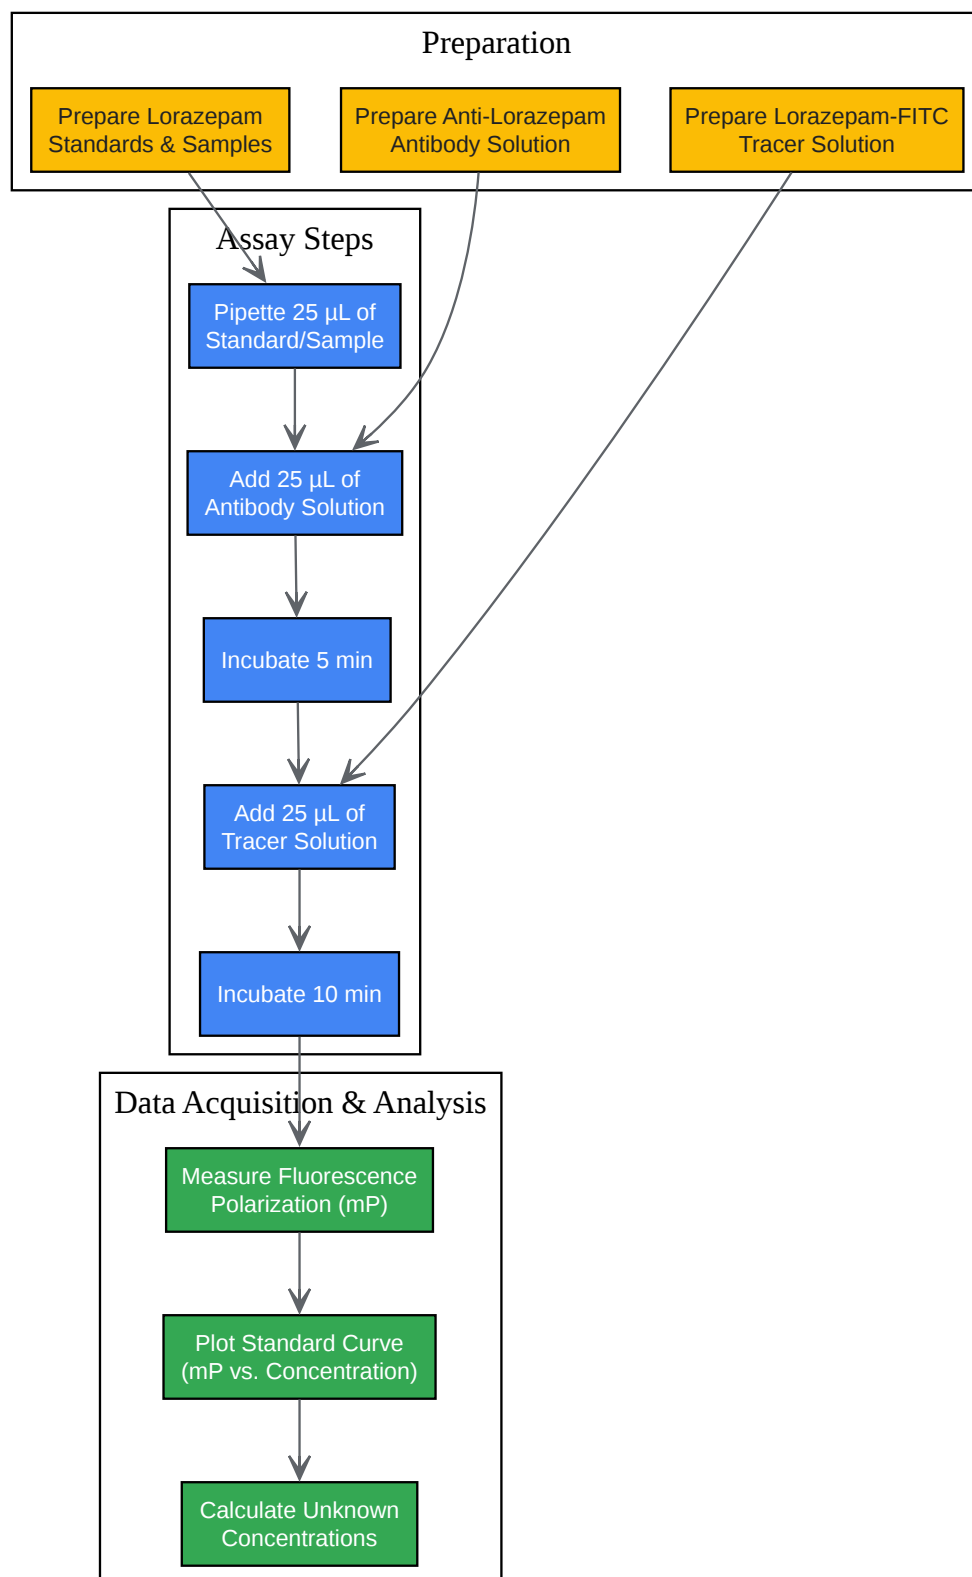 Preparation
Prepare Lorazepam
Standards & Samples
Prepare Anti-Lorazepam
Antibody Solution
Prepare Lorazepam-FITC
Tracer Solution
Assay Steps
Pipette 25 µL of
Standard/Sample
Add 25 µL of
Antibody Solution
Incubate 5 min
Add 25 µL of
Tracer Solution
Incubate 10 min
Data Acquisition & Analysis
Measure Fluorescence
Polarization (mP)
Plot Standard Curve
(mP vs. Concentration)
Calculate Unknown
Concentrations